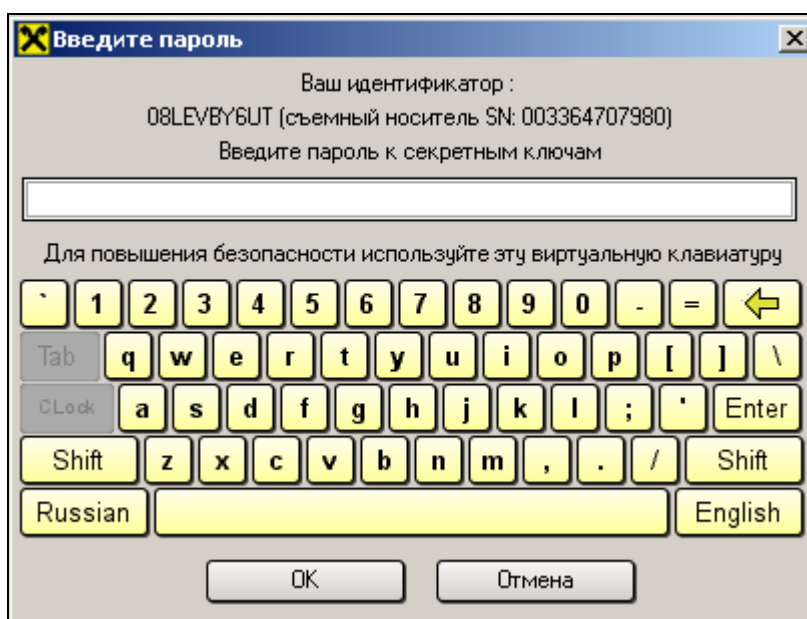 Введите пароль
Ваш идентификатор :
08LEVBY6UT (съемный носитель SN: 003364707980)
Введите пароль к секретным ключам
Для повышения безопасности используйте эту виртуальную клавиатуру
` 1 2 3 4 5 6 7 8 9 0 - =
Tab q w e r t y u i o p [ ] \
CLock a s d f g h j k l ; ' Enter
Shift z x c v b n m , . / Shift
Russian English
OK Отмена